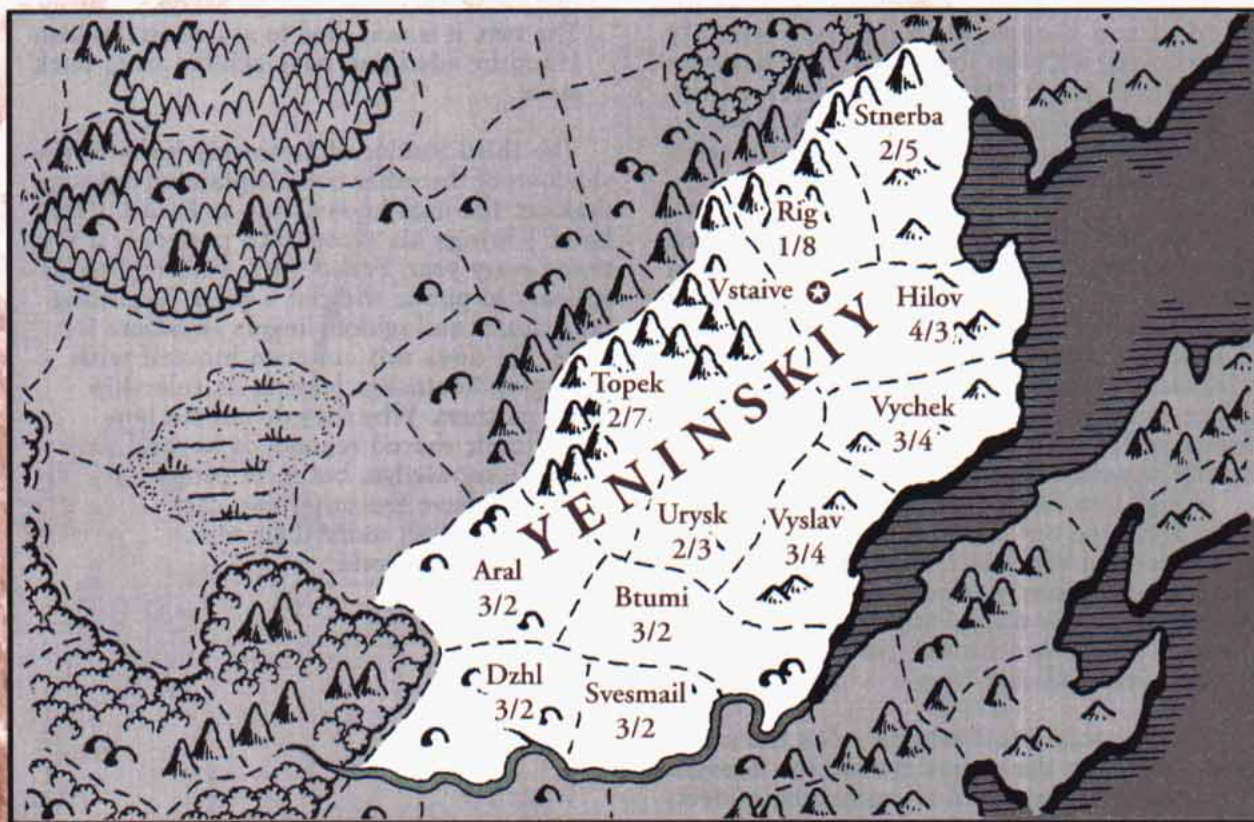 Stnerba
2/5
Rig
1/8
Vstaive
Hilov
4/3
Topek
2/7
YENINSKIY
Vychek
3/4
Urysk
2/3
Vyslav
3/4
Aral
3/2
Btumi
3/2
Dzhl
3/2
Svesmail
3/2